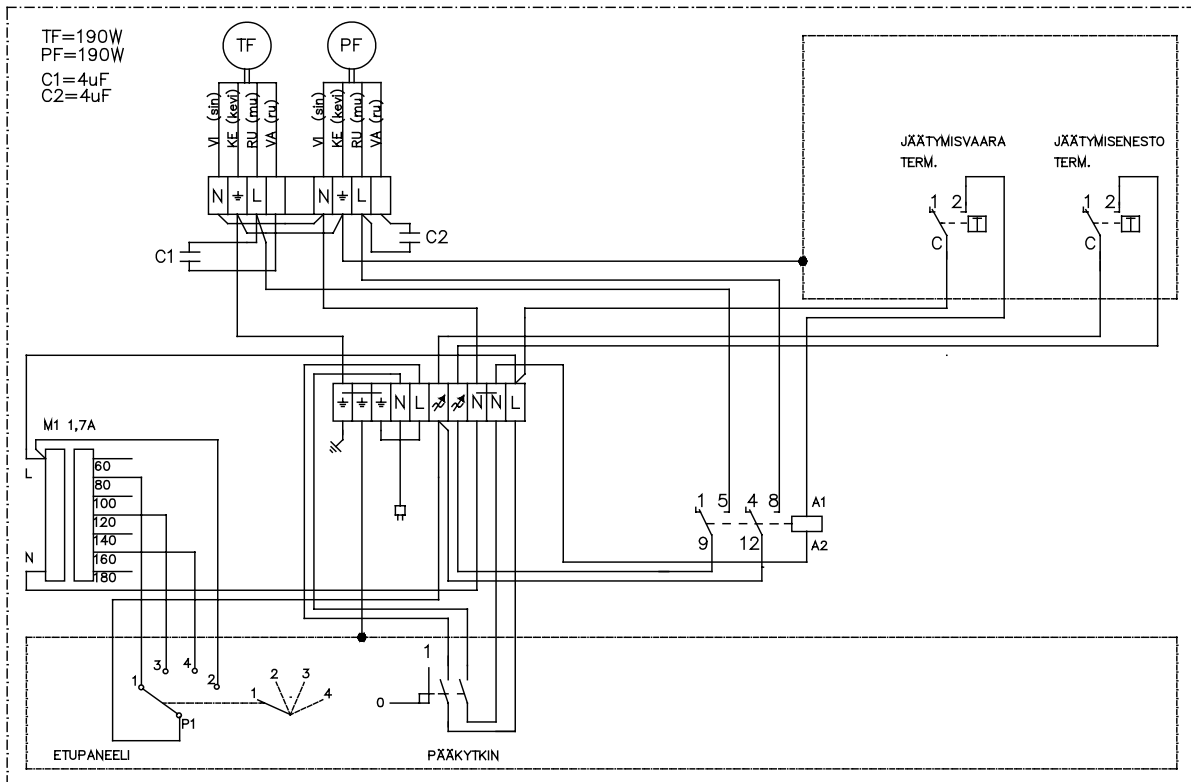 TF=190W
PF=190W
C1=4uF
C2=4uF
TF
PF
VI (sin)
KE (kevi)
RU (mu)
VA (ru)
VI (sin)
KE (kevi)
RU (mu)
VA (ru)
N L N L
C1
C2
JÄÄTYMISVAARA
TERM.
JÄÄTYMISENESTO
TERM.
1 2
T
C
1 2
T
C
N L N N L
M1 1,7A
L
N
60
80
100
120
140
160
180
1 5 4 8
9 12
A1
A2
1 3 4 2
P1
1 2 3 4
1
0
ETUPANEELI
PÄÄKYTKIN